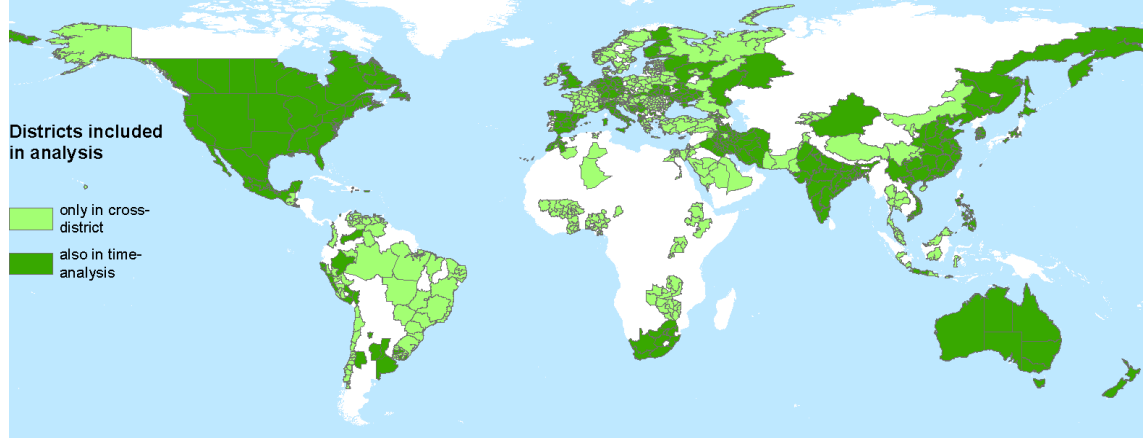 Districts included
in analysis
only in cross-
district
also in time-
analysis